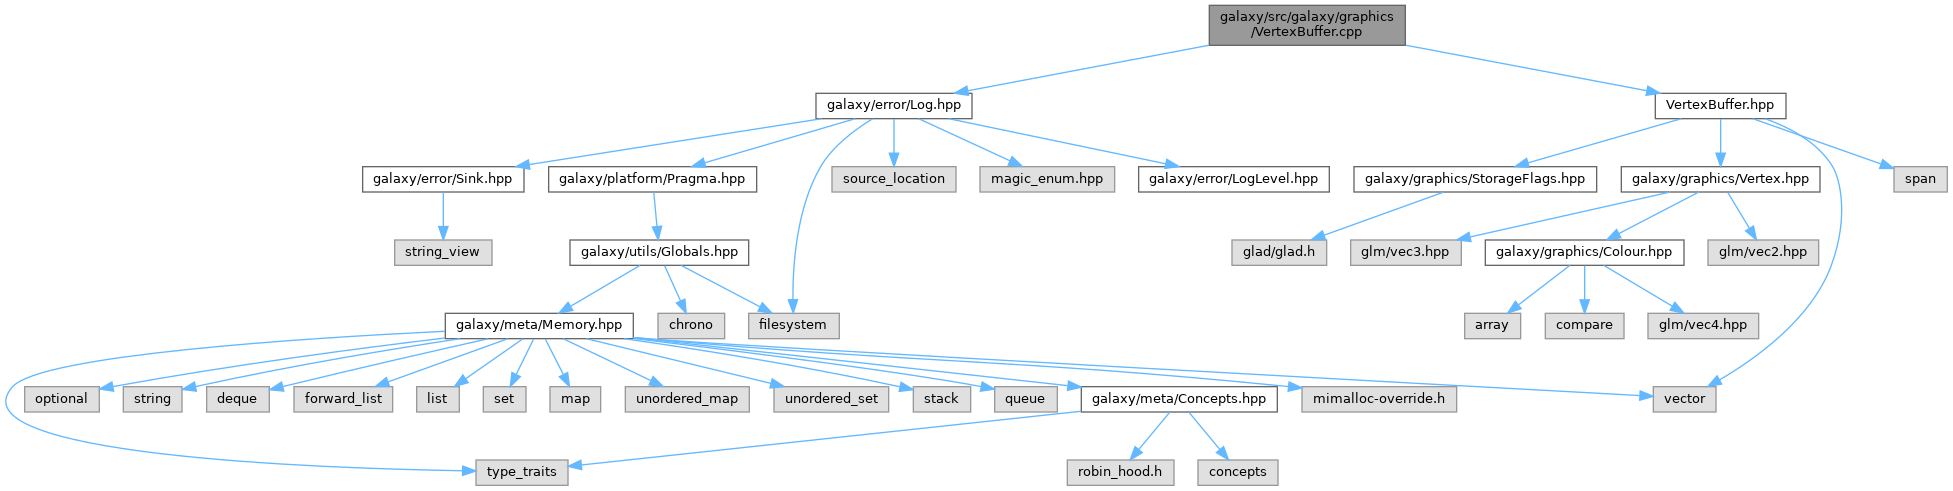 galaxy/src/galaxy/graphics
/VertexBuffer.cpp
galaxy/error/Log.hpp
VertexBuffer.hpp
galaxy/error/Sink.hpp
galaxy/platform/Pragma.hpp
source_location
magic_enum.hpp
galaxy/error/LogLevel.hpp
galaxy/graphics/StorageFlags.hpp
galaxy/graphics/Vertex.hpp
span
string_view
galaxy/utils/Globals.hpp
glad/glad.h
glm/vec3.hpp
galaxy/graphics/Colour.hpp
glm/vec2.hpp
galaxy/meta/Memory.hpp
chrono
filesystem
array
compare
glm/vec4.hpp
optional
string
deque
forward_list
list
set
map
unordered_map
unordered_set
stack
queue
galaxy/meta/Concepts.hpp
mimalloc-override.h
vector
type_traits
robin_hood.h
concepts